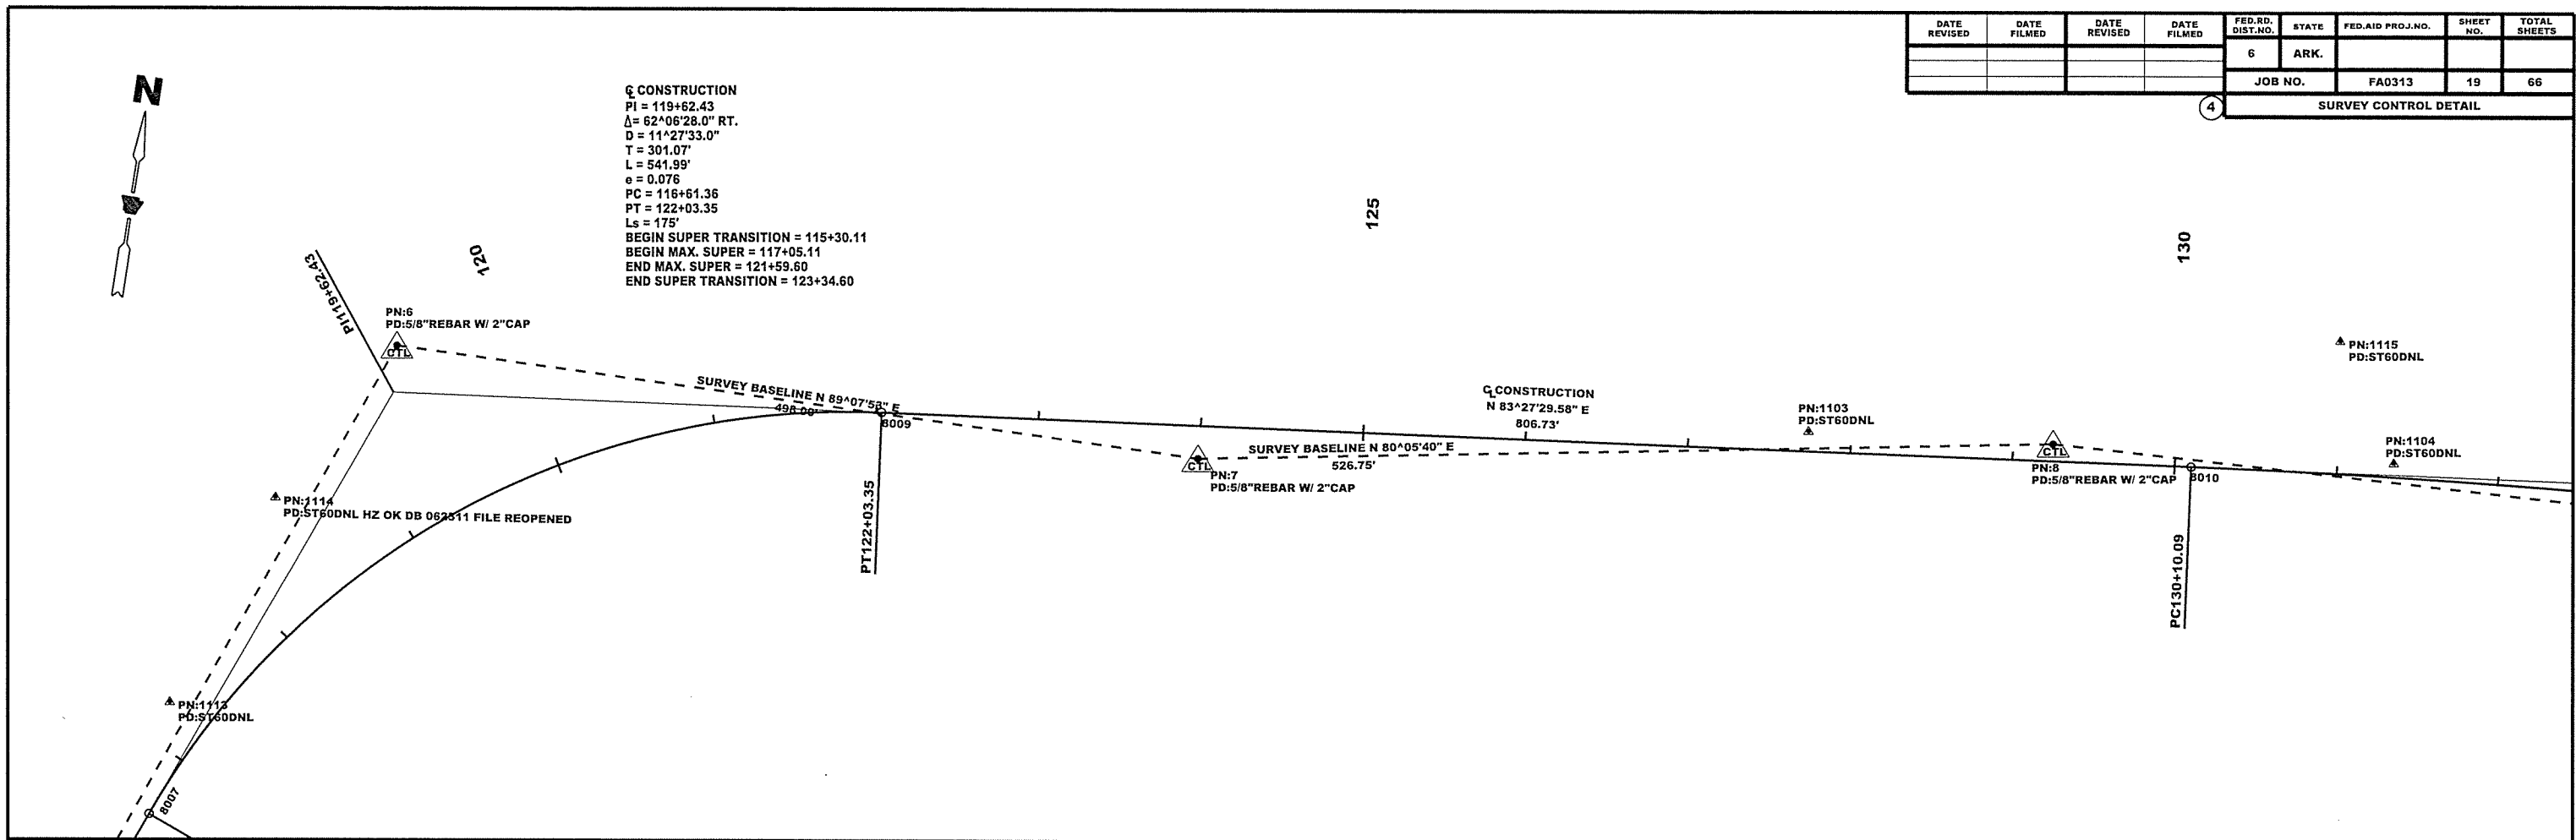 DATE REVISED DATE FILMED DATE REVISED DATE FILMED FED.RD. DIST.NO. STATE FED.AID PROJ.NO. SHEET NO. TOTAL SHEETS
6 ARK.
JOB NO. FA0313 19 66
4 SURVEY CONTROL DETAIL
N
℄ CONSTRUCTION
PI = 119+62.43
Δ= 62^06'28.0" RT.
D = 11^27'33.0"
T = 301.07'
L = 541.99'
e = 0.076
PC = 116+61.36
PT = 122+03.35
Ls = 175'
BEGIN SUPER TRANSITION = 115+30.11
BEGIN MAX. SUPER = 117+05.11
END MAX. SUPER = 121+59.60
END SUPER TRANSITION = 123+34.60
120
125
130
PI119+62.43
PN:6
PD:5/8"REBAR W/ 2"CAP
CTL
SURVEY BASELINE N 89^07'53" E
498.00'
8009
PT122+03.35
℄ CONSTRUCTION
N 83^27'29.58" E
806.73'
SURVEY BASELINE N 80^05'40" E
526.75'
CTL
PN:7
PD:5/8"REBAR W/ 2"CAP
PN:1103
PD:ST60DNL
CTL
PN:8
PD:5/8"REBAR W/ 2"CAP
8010
PC130+10.09
PN:1115
PD:ST60DNL
PN:1104
PD:ST60DNL
PN:1114
PD:ST60DNL HZ OK DB 062311 FILE REOPENED
PN:1113
PD:ST60DNL
8007